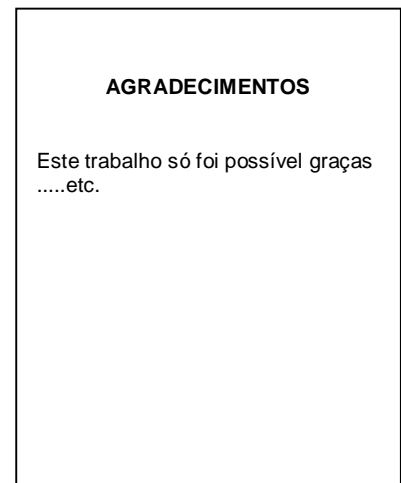 AGRADECIMENTOS
Este trabalho só foi possível graças
.....etc.